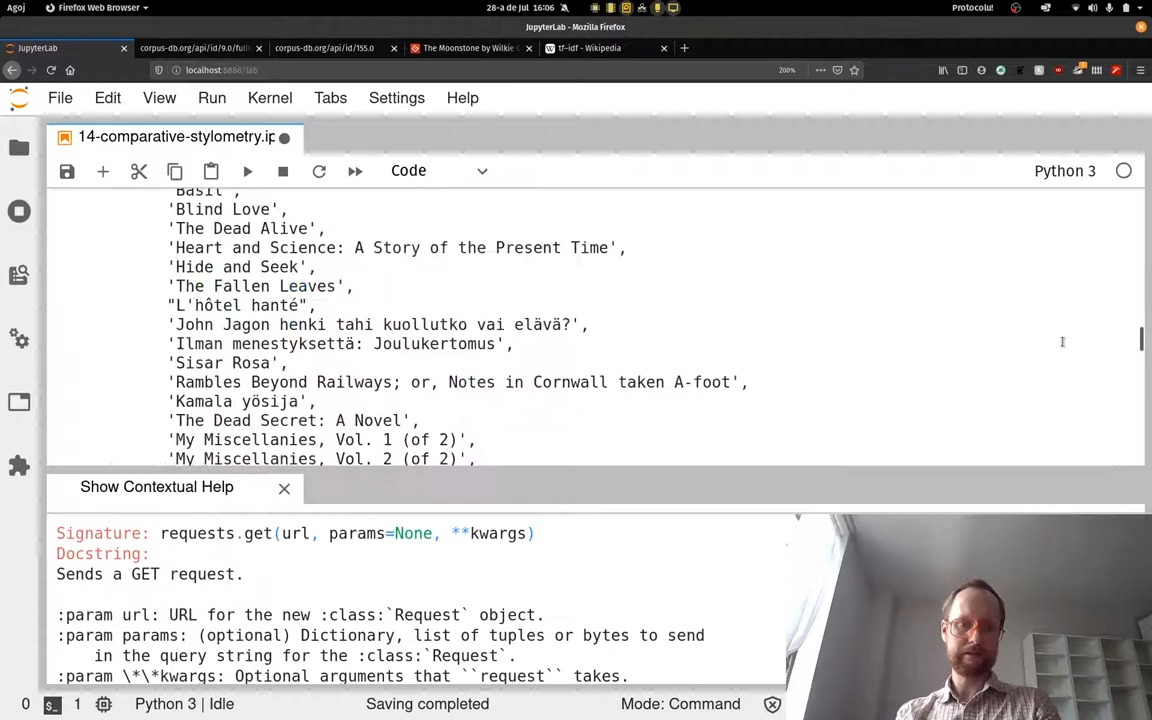 Agoj
Firefox Web Browser
28-a de Jul 16:06
Protocolu!
JupyterLab - Mozilla Firefox
JupyterLab
corpus-db.org/api/id/9.0/full
corpus-db.org/api/id/155.0
The Moonstone by Wilkie C
tf–idf - Wikipedia
localhost:8888/lab
200%
File Edit View Run Kernel Tabs Settings Help
14-comparative-stylometry.ip
Code
Python 3
'Basil',
'Blind Love',
'The Dead Alive',
'Heart and Science: A Story of the Present Time',
'Hide and Seek',
'The Fallen Leaves',
"L'hôtel hanté",
'John Jagon henki tahi kuollutko vai elävä?',
'Ilman menestyksettä: Joulukertomus',
'Sisar Rosa',
'Rambles Beyond Railways; or, Notes in Cornwall taken A-foot',
'Kamala yösija',
'The Dead Secret: A Novel',
'My Miscellanies, Vol. 1 (of 2)',
'My Miscellanies, Vol. 2 (of 2)',
Show Contextual Help
Signature: requests.get(url, params=None, **kwargs)
Docstring:
Sends a GET request.
:param url: URL for the new :class:`Request` object.
:param params: (optional) Dictionary, list of tuples or bytes to send
in the query string for the :class:`Request`.
:param \*\*kwargs: Optional arguments that ``request`` takes.
0
1
Python 3 | Idle
Saving completed
Mode: Command